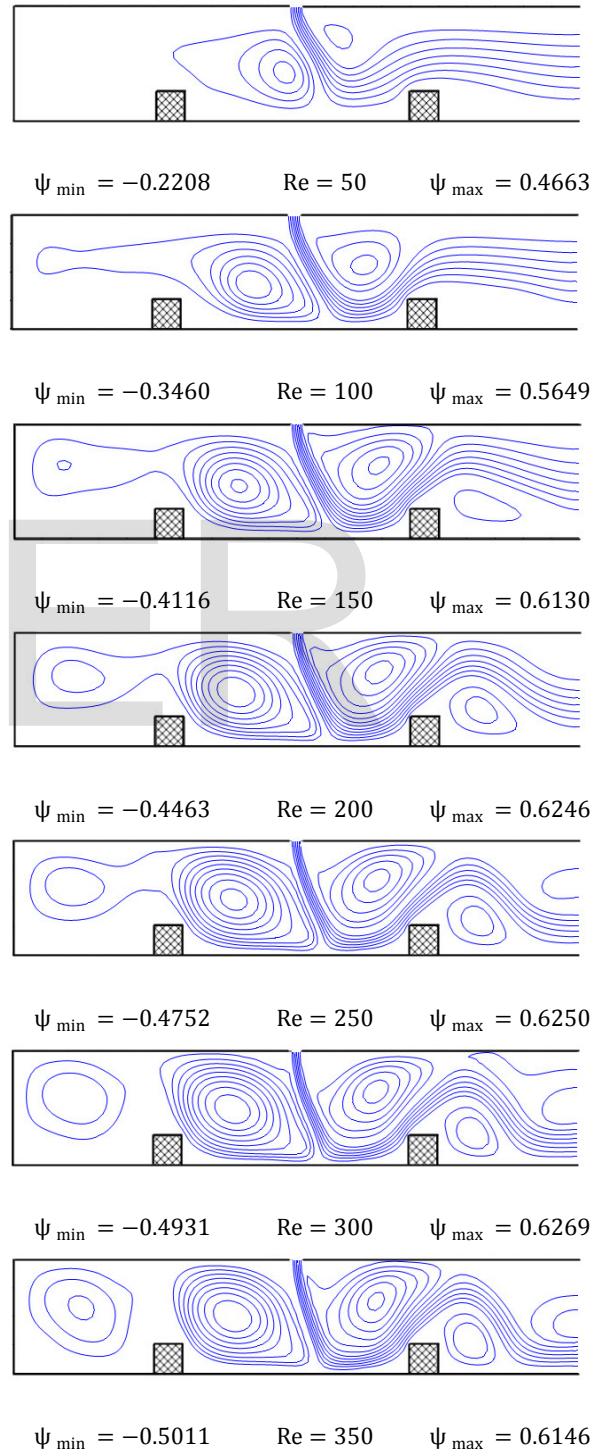 ψ min = −0.2208 Re = 50 ψ max = 0.4663
ψ min = −0.3460 Re = 100 ψ max = 0.5649
ψ min = −0.4116 Re = 150 ψ max = 0.6130
ER
ψ min = −0.4463 Re = 200 ψ max = 0.6246
ψ min = −0.4752 Re = 250 ψ max = 0.6250
ψ min = −0.4931 Re = 300 ψ max = 0.6269
ψ min = −0.5011 Re = 350 ψ max = 0.6146